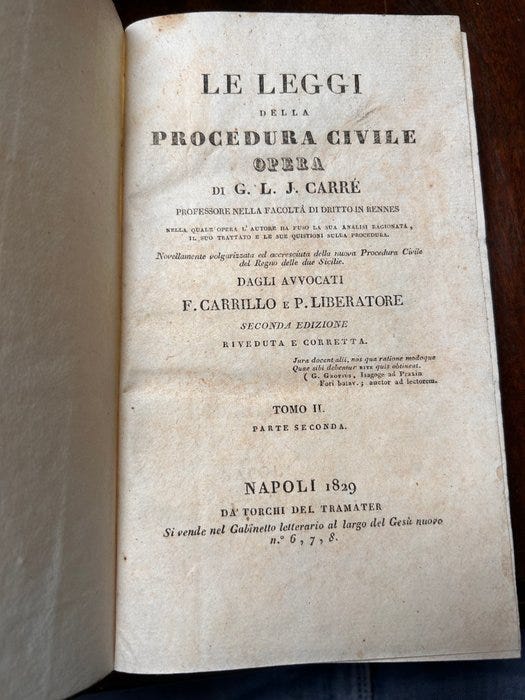 LE LEGGI
DELLA
PROCEDURA CIVILE
OPERA
DI G. L. J. CARRÉ
PROFESSORE NELLA FACOLTÁ DI DRITTO IN RENNES
NELLA QUALE OPERA L'AUTORE HA FUSO LA SUA ANALISI RAGIONATA,
IL SUO TRATTATO E LE SUE QUISTIONI SULLA PROCEDURA.
Novellamente volgarizzata ed accresciuta della nuova Procedura Civile
del Regno delle due Sicilie.
DAGLI AVVOCATI
F. CARRILLO E P. LIBERATORE
SECONDA EDIZIONE
RIVEDUTA E CORRETTA.
Jura docent alii, nos qua ratione modoque
Quae sibi debentur RITE quis obtineat.
( G. GROTIUS, Isagoge ad Praxin
Fori batav.; auctor ad lectorem.
TOMO II.
PARTE SECONDA.
NAPOLI 1829
DA' TORCHI DEL TRAMATER
Si vende nel Gabinetto letterario al largo del Gesù nuovo
n.° 6, 7, 8.